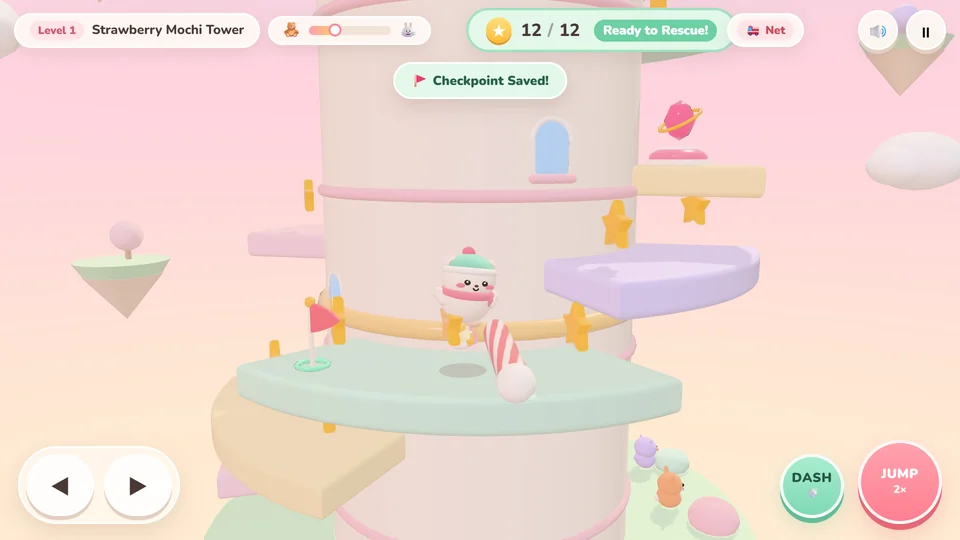 Level 1 Strawberry Mochi Tower
12 / 12 Ready to Rescue!
Net
Checkpoint Saved!
DASH
JUMP
2×